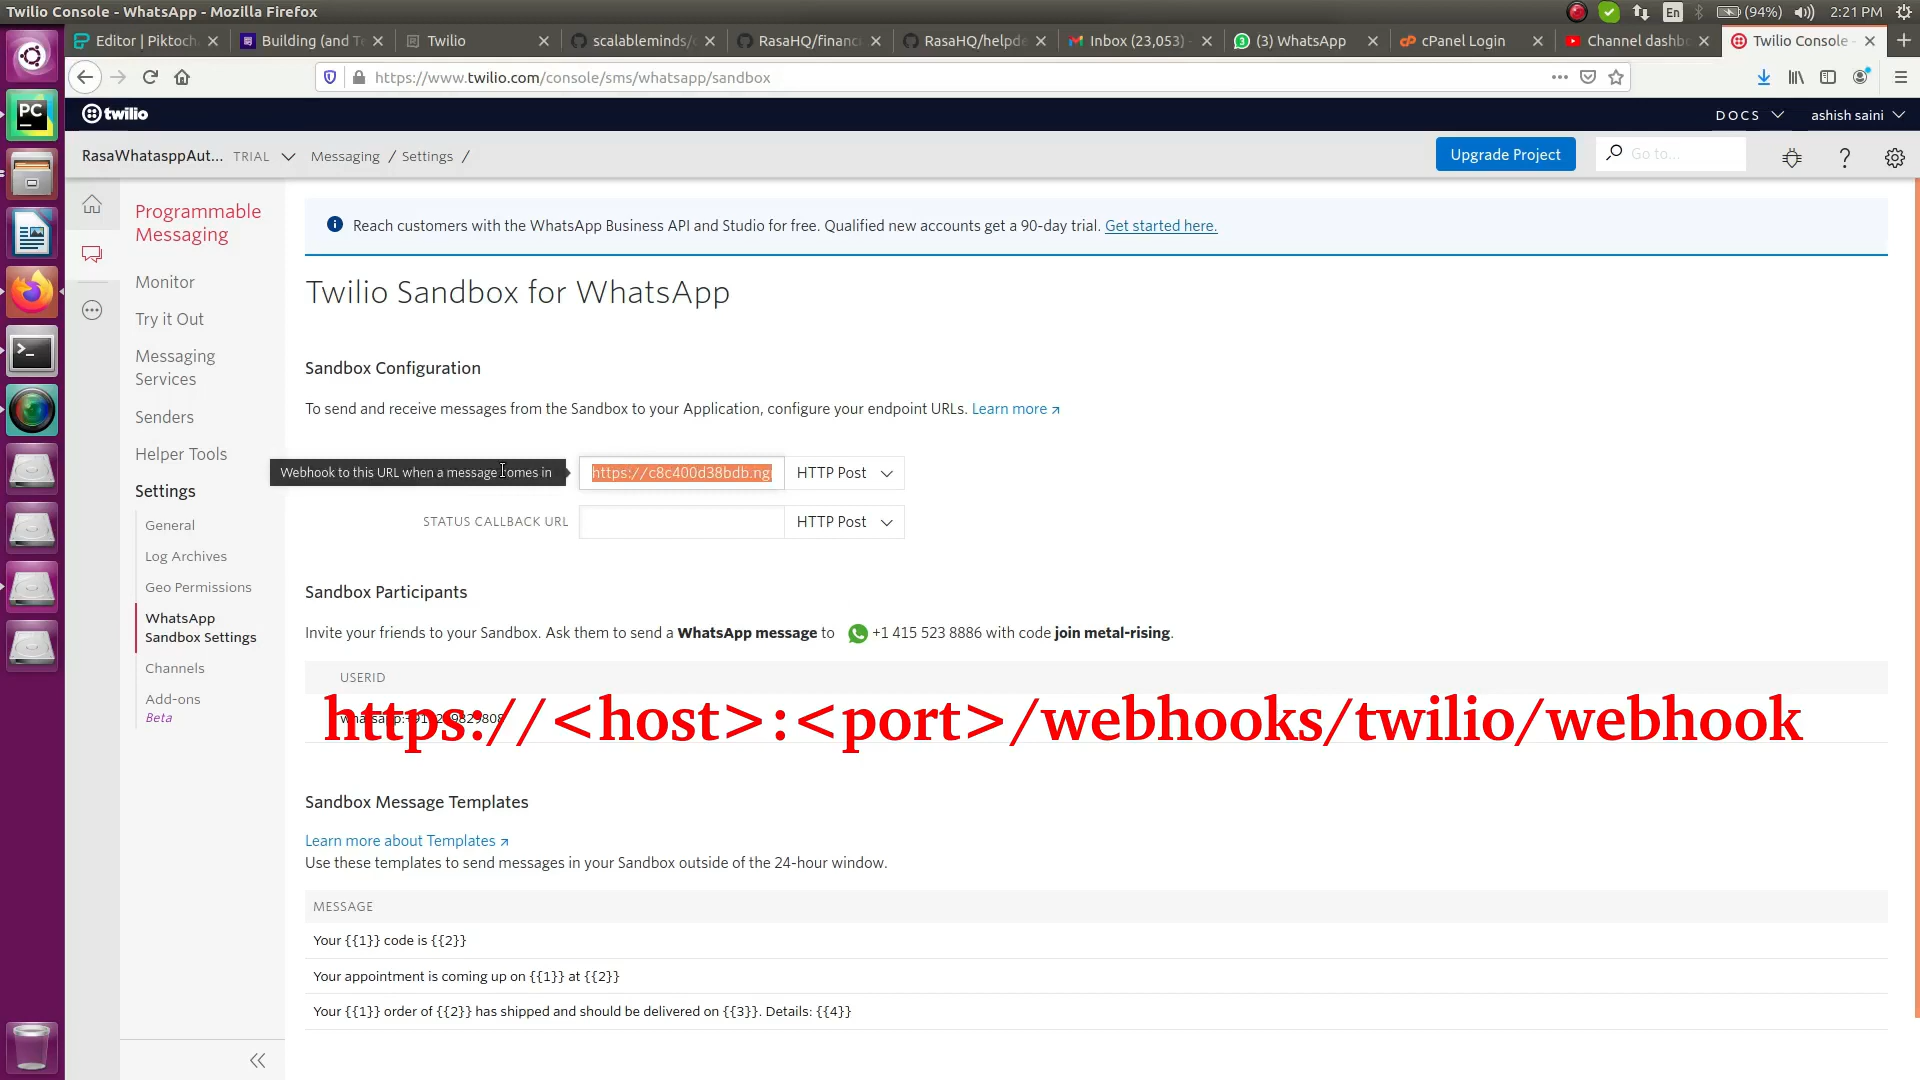 Twilio Console - WhatsApp - Mozilla Firefox
En
(94%)
2:21 PM
Editor | Piktoch
Building (and T
Twilio
scalableminds/
RasaHQ/financ
RasaHQ/helpde
Inbox (23,053) -
(3) WhatsApp
cPanel Login
Channel dashb
Twilio Console -
https://www.twilio.com/console/sms/whatsapp/sandbox
twilio
DOCS
ashish saini
RasaWhatasppAut...
TRIAL
Messaging / Settings /
Upgrade Project
Go to...
Programmable
Messaging
Monitor
Try it Out
Messaging
Services
Senders
Helper Tools
Settings
General
Log Archives
Geo Permissions
WhatsApp
Sandbox Settings
Channels
Add-ons
Beta
Reach customers with the WhatsApp Business API and Studio for free. Qualified new accounts get a 90-day trial. Get started here.
Twilio Sandbox for WhatsApp
Sandbox Configuration
To send and receive messages from the Sandbox to your Application, configure your endpoint URLs. Learn more
Webhook to this URL when a message comes in
https://c8c400d38bdb.ng
HTTP Post
STATUS CALLBACK URL
HTTP Post
Sandbox Participants
Invite your friends to your Sandbox. Ask them to send a WhatsApp message to +1 415 523 8886 with code join metal-rising.
USERID
https://<host>:<port>/webhooks/twilio/webhook
Sandbox Message Templates
Learn more about Templates
Use these templates to send messages in your Sandbox outside of the 24-hour window.
MESSAGE
Your {{1}} code is {{2}}
Your appointment is coming up on {{1}} at {{2}}
Your {{1}} order of {{2}} has shipped and should be delivered on {{3}}. Details: {{4}}
PC